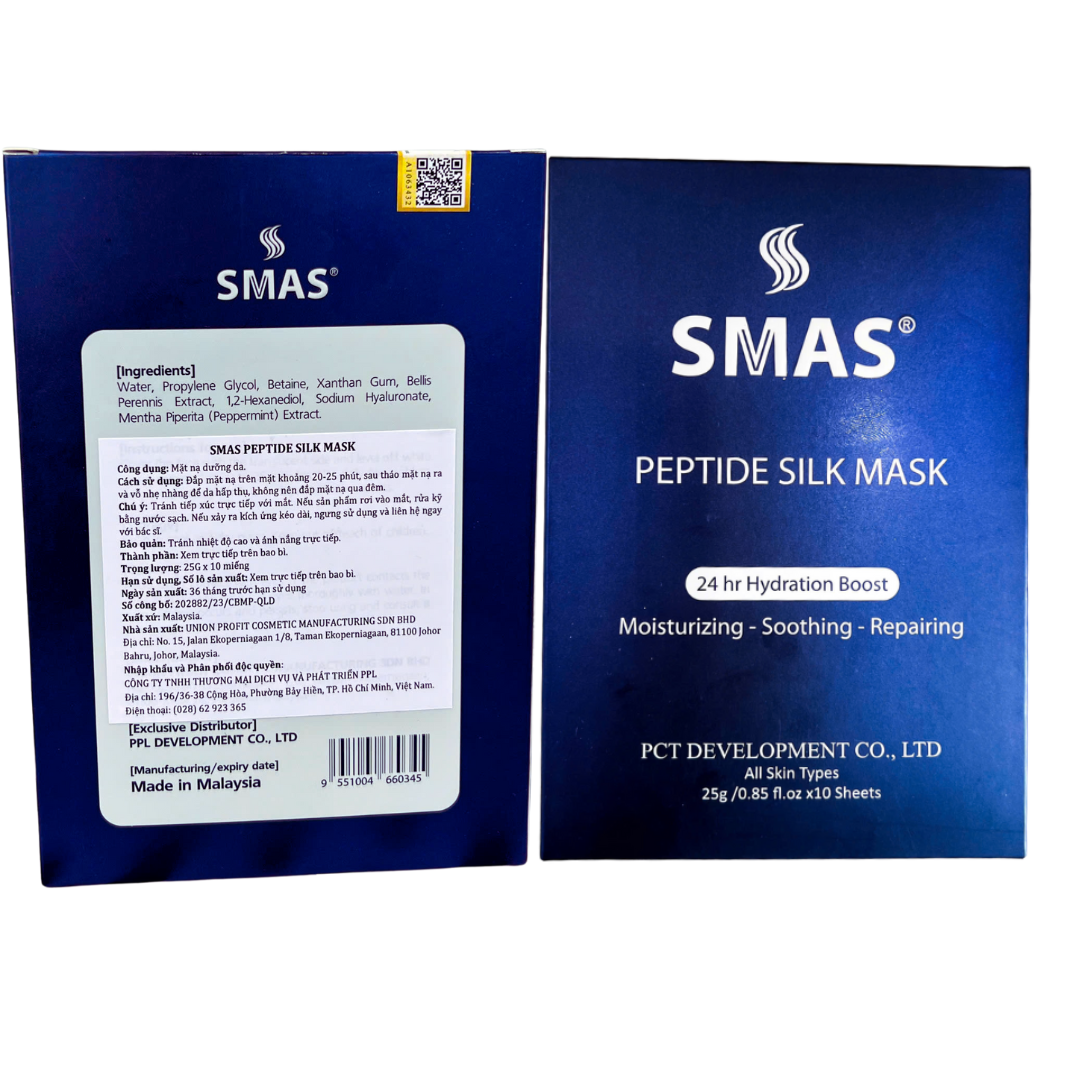 A1063432
SMAS®
[Ingredients]
Water, Propylene Glycol, Betaine, Xanthan Gum, Bellis
Perennis Extract, 1,2-Hexanediol, Sodium Hyaluronate,
Mentha Piperita (Peppermint) Extract.
SMAS PEPTIDE SILK MASK
Công dụng: Mặt nạ dưỡng da.
Cách sử dụng: Đắp mặt nạ trên mặt khoảng 20-25 phút, sau tháo mặt nạ ra
và vỗ nhẹ nhàng để da hấp thụ, không nên đắp mặt nạ qua đêm.
Chú ý: Tránh tiếp xúc trực tiếp với mắt. Nếu sản phẩm rơi vào mắt, rửa kỹ
bằng nước sạch. Nếu xảy ra kích ứng kéo dài, ngưng sử dụng và liên hệ ngay
với bác sĩ.
Bảo quản: Tránh nhiệt độ cao và ánh nắng trực tiếp.
Thành phần: Xem trực tiếp trên bao bì.
Trọng lượng: 25G x 10 miếng
Hạn sử dụng, Số lô sản xuất: Xem trực tiếp trên bao bì.
Ngày sản xuất: 36 tháng trước hạn sử dụng
Số công bố: 202882/23/CBMP-QLD
Xuất xứ: Malaysia.
Nhà sản xuất: UNION PROFIT COSMETIC MANUFACTURING SDN BHD
Địa chỉ: No. 15, Jalan Ekoperniagaan 1/8, Taman Ekoperniagaan, 81100 Johor
Bahru, Johor, Malaysia.
Nhập khẩu và Phân phối độc quyền:
CÔNG TY TNHH THƯƠNG MẠI DỊCH VỤ VÀ PHÁT TRIỂN PPL
Địa chỉ: 196/36-38 Cộng Hòa, Phường Bảy Hiền, TP. Hồ Chí Minh, Việt Nam.
Điện thoại: (028) 62 923 365
[Exclusive Distributor]
PPL DEVELOPMENT CO., LTD
[Manufacturing/expiry date]
Made in Malaysia
9 551004 660345
SMAS®
PEPTIDE SILK MASK
24 hr Hydration Boost
Moisturizing - Soothing - Repairing
PCT DEVELOPMENT CO., LTD
All Skin Types
25g /0.85 fl.oz x10 Sheets